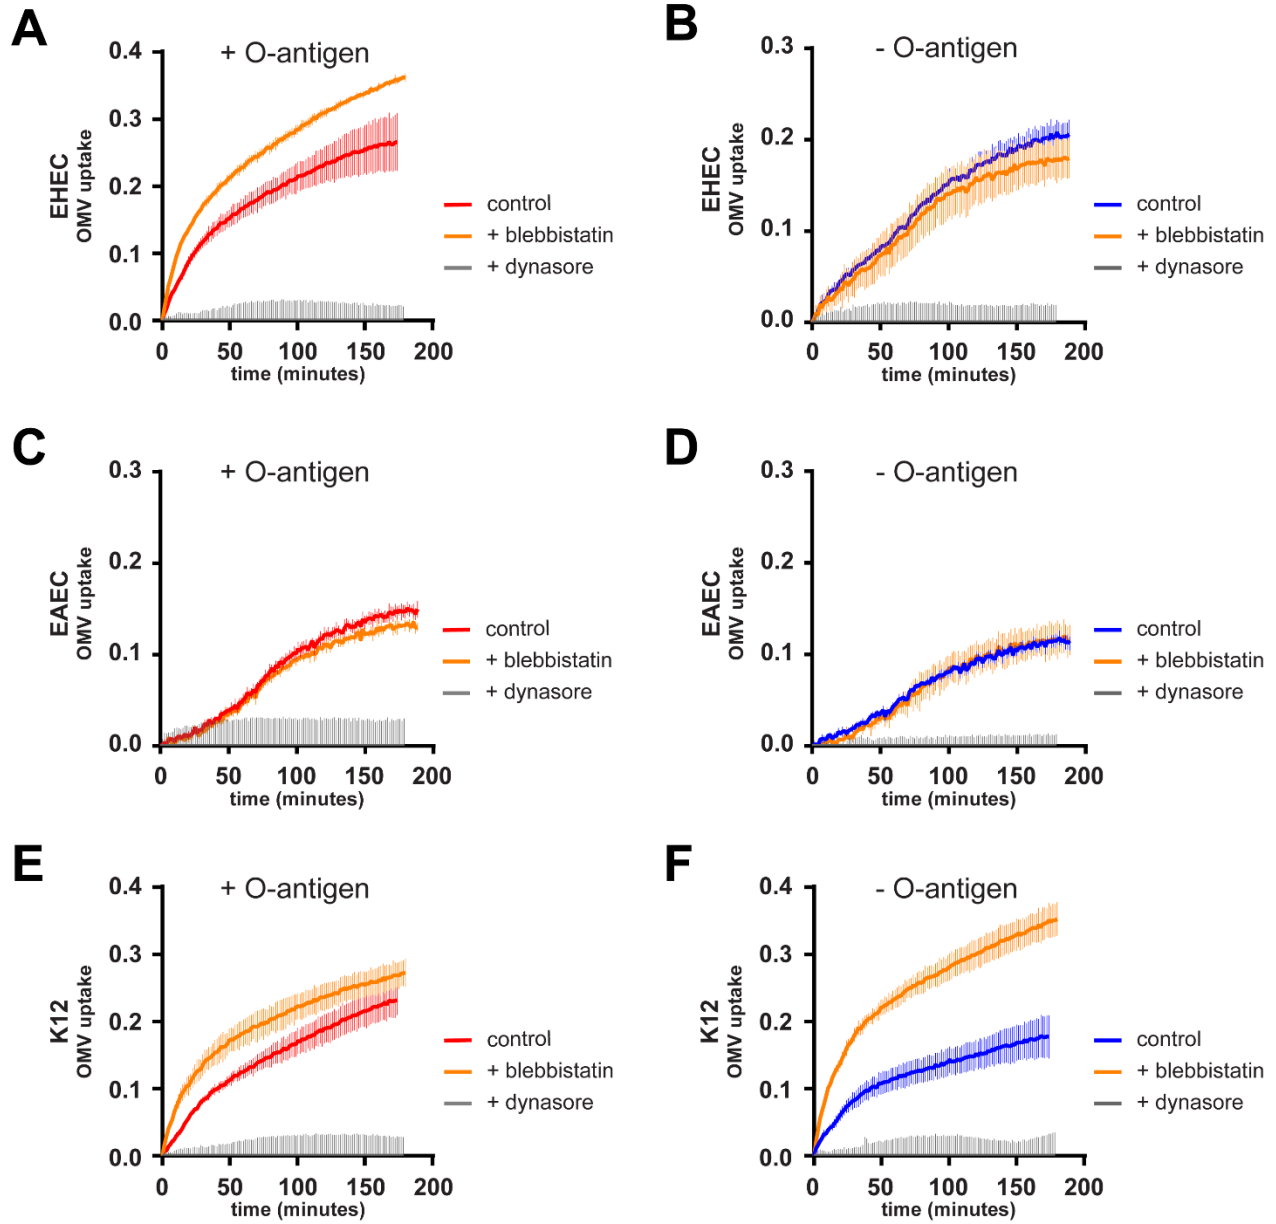 A
+ O-antigen
EHEC
OMV uptake
0.4
0.3
0.2
0.1
0.0
0 50 100 150 200
time (minutes)
control
+ blebbistatin
+ dynasore
B
- O-antigen
EHEC
OMV uptake
0.3
0.2
0.1
0.0
0 50 100 150 200
time (minutes)
control
+ blebbistatin
+ dynasore
C
+ O-antigen
EAEC
OMV uptake
0.3
0.2
0.1
0.0
0 50 100 150 200
time (minutes)
control
+ blebbistatin
+ dynasore
D
- O-antigen
EAEC
OMV uptake
0.3
0.2
0.1
0.0
0 50 100 150 200
time (minutes)
control
+ blebbistatin
+ dynasore
E
+ O-antigen
K12
OMV uptake
0.4
0.3
0.2
0.1
0.0
0 50 100 150 200
time (minutes)
control
+ blebbistatin
+ dynasore
F
- O-antigen
K12
OMV uptake
0.4
0.3
0.2
0.1
0.0
0 50 100 150 200
time (minutes)
control
+ blebbistatin
+ dynasore